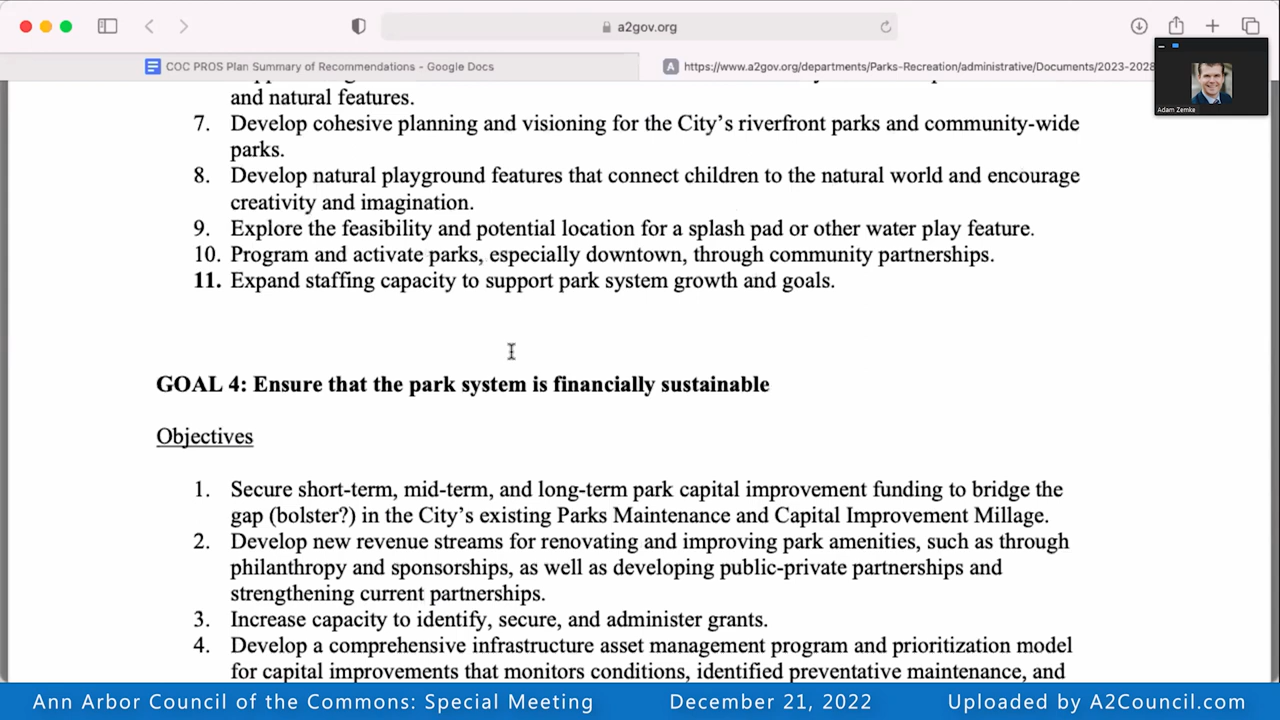 a2gov.org
COC PROS Plan Summary of Recommendations - Google Docs
A https://www.a2gov.org/departments/Parks-Recreation/administrative/Documents/2023-2028
Adam Zemke
and natural features.
7. Develop cohesive planning and visioning for the City's riverfront parks and community-wide
parks.
8. Develop natural playground features that connect children to the natural world and encourage
creativity and imagination.
9. Explore the feasibility and potential location for a splash pad or other water play feature.
10. Program and activate parks, especially downtown, through community partnerships.
11. Expand staffing capacity to support park system growth and goals.
GOAL 4: Ensure that the park system is financially sustainable
Objectives
1. Secure short-term, mid-term, and long-term park capital improvement funding to bridge the
gap (bolster?) in the City's existing Parks Maintenance and Capital Improvement Millage.
2. Develop new revenue streams for renovating and improving park amenities, such as through
philanthropy and sponsorships, as well as developing public-private partnerships and
strengthening current partnerships.
3. Increase capacity to identify, secure, and administer grants.
4. Develop a comprehensive infrastructure asset management program and prioritization model
for capital improvements that monitors conditions, identified preventative maintenance, and
Ann Arbor Council of the Commons: Special Meeting December 21, 2022 Uploaded by A2Council.com